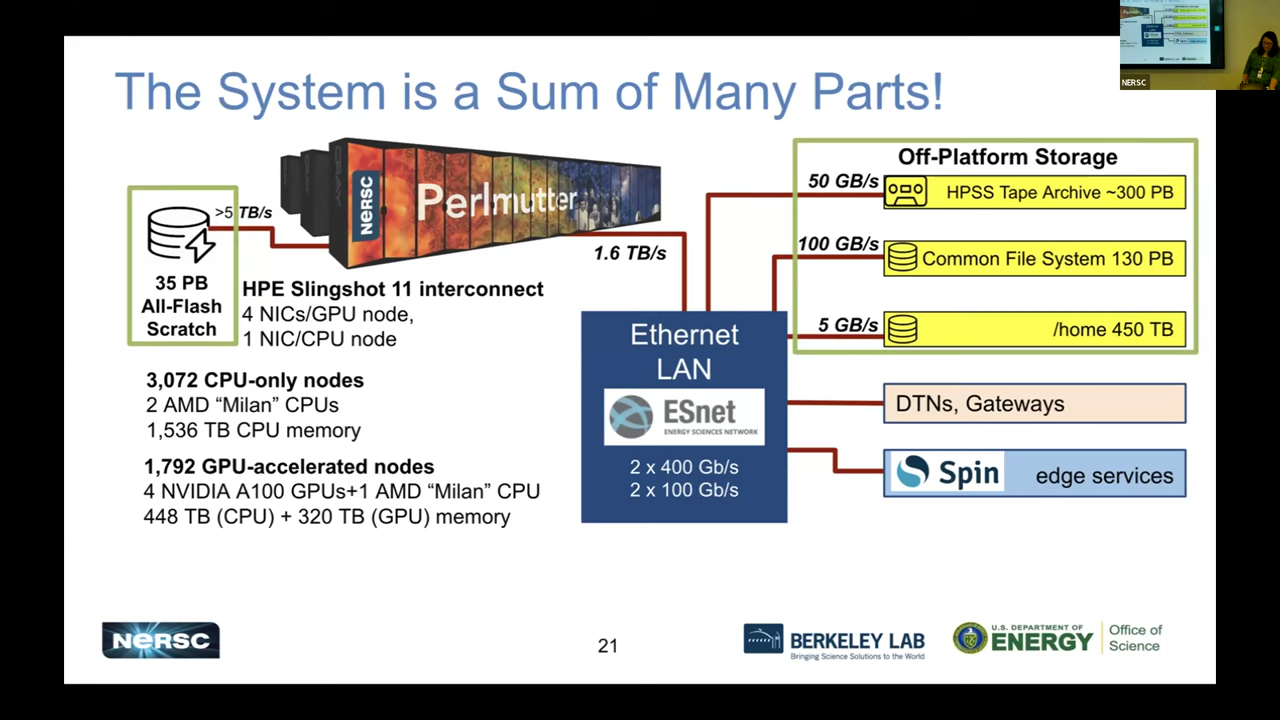 The System is a Sum of Many Parts!
NERSC
Perlmutter
>5 TB/s
35 PB
All-Flash
Scratch
HPE Slingshot 11 interconnect
4 NICs/GPU node,
1 NIC/CPU node
3,072 CPU-only nodes
2 AMD “Milan” CPUs
1,536 TB CPU memory
1,792 GPU-accelerated nodes
4 NVIDIA A100 GPUs+1 AMD “Milan” CPU
448 TB (CPU) + 320 TB (GPU) memory
1.6 TB/s
Ethernet
LAN
ESnet
ENERGY SCIENCES NETWORK
2 x 400 Gb/s
2 x 100 Gb/s
Off-Platform Storage
50 GB/s
HPSS Tape Archive ~300 PB
100 GB/s
Common File System 130 PB
5 GB/s
/home 450 TB
DTNs, Gateways
Spin
edge services
NERSC
21
BERKELEY LAB
Bringing Science Solutions to the World
U.S. DEPARTMENT OF
ENERGY
Office of
Science
NERSC